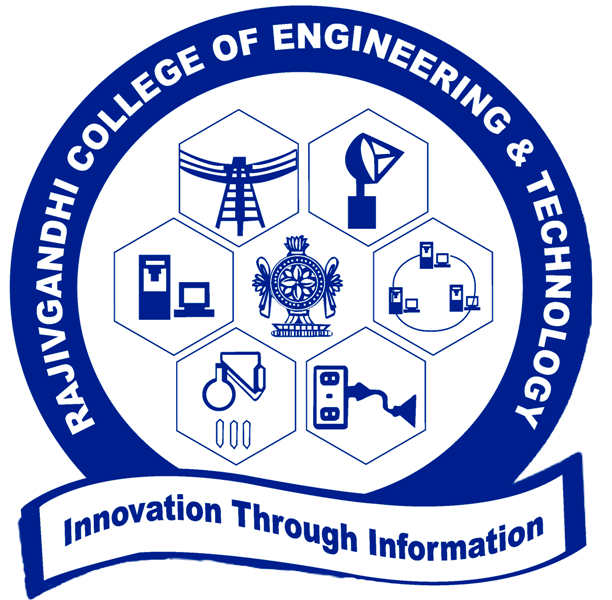 RAJIVGANDHI COLLEGE OF ENGINEERING & TECHNOLOGY
Innovation Through Information